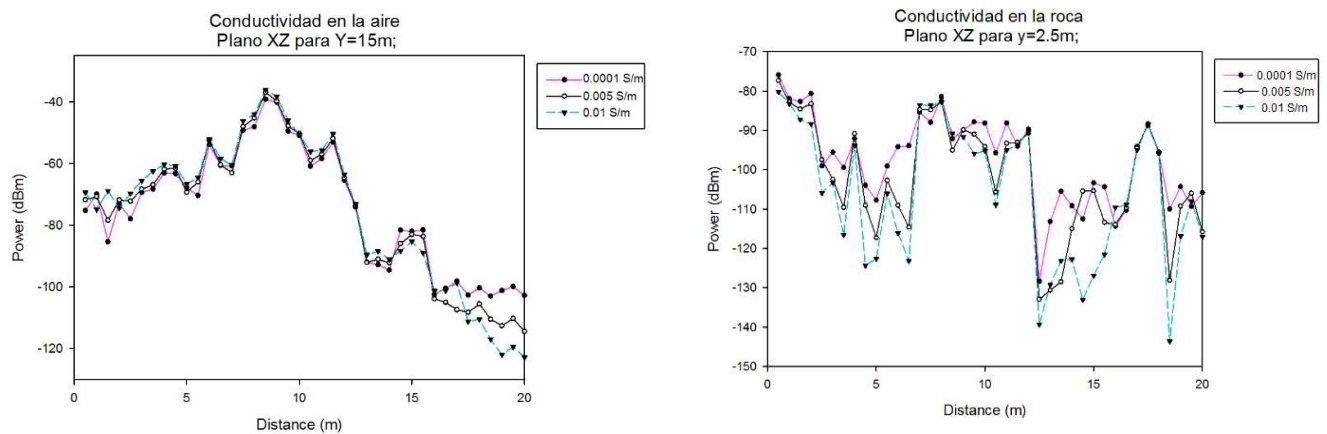 Conductividad en la aire
Plano XZ para Y=15m;
Power (dBm)
-40
-60
-80
-100
-120
0
5
10
15
20
Distance (m)
0.0001 S/m
0.005 S/m
0.01 S/m
Conductividad en la roca
Plano XZ para y=2.5m;
Power (dBm)
-70
-80
-90
-100
-110
-120
-130
-140
-150
0
5
10
15
20
Distance (m)
0.0001 S/m
0.005 S/m
0.01 S/m